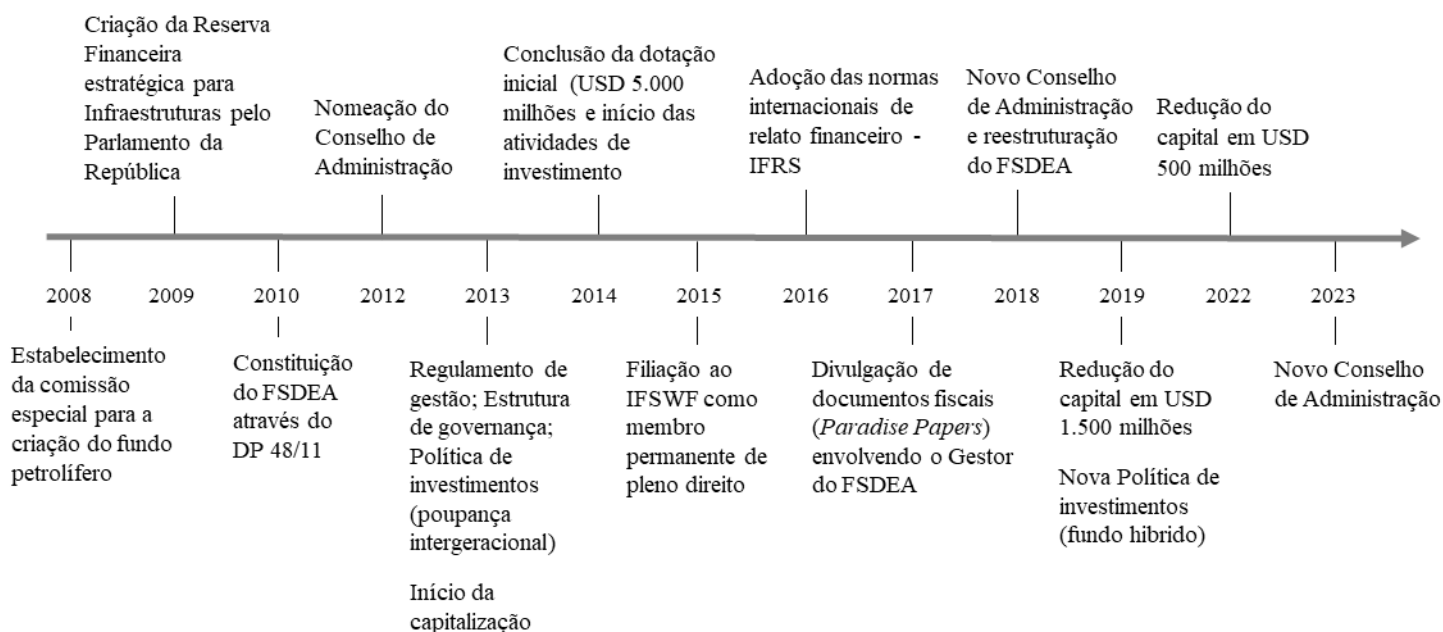 Criação da Reserva
Financeira
estratégica para
Infraestruturas pelo
Parlamento da
República
Nomeação do
Conselho de
Administração
Conclusão da dotação
inicial (USD 5.000
milhões e início das
atividades de
investimento
Adoção das normas
internacionais de
relato financeiro -
IFRS
Novo Conselho
de Administração
e reestruturação
do FSDEA
Redução do
capital em USD
500 milhões
2008 2009 2010 2012 2013 2014 2015 2016 2017 2018 2019 2022 2023
Estabelecimento
da comissão
especial para a
criação do fundo
petrolífero
Constituição
do FSDEA
através do
DP 48/11
Regulamento de
gestão; Estrutura
de governança;
Política de
investimentos
(poupança
intergeracional)
Início da
capitalização
Filiação ao
IFSWF como
membro
permanente de
pleno direito
Divulgação de
documentos fiscais
(Paradise Papers)
envolvendo o Gestor
do FSDEA
Redução do
capital em USD
1.500 milhões
Nova Política de
investimentos
(fundo hibrido)
Novo Conselho
de Administração